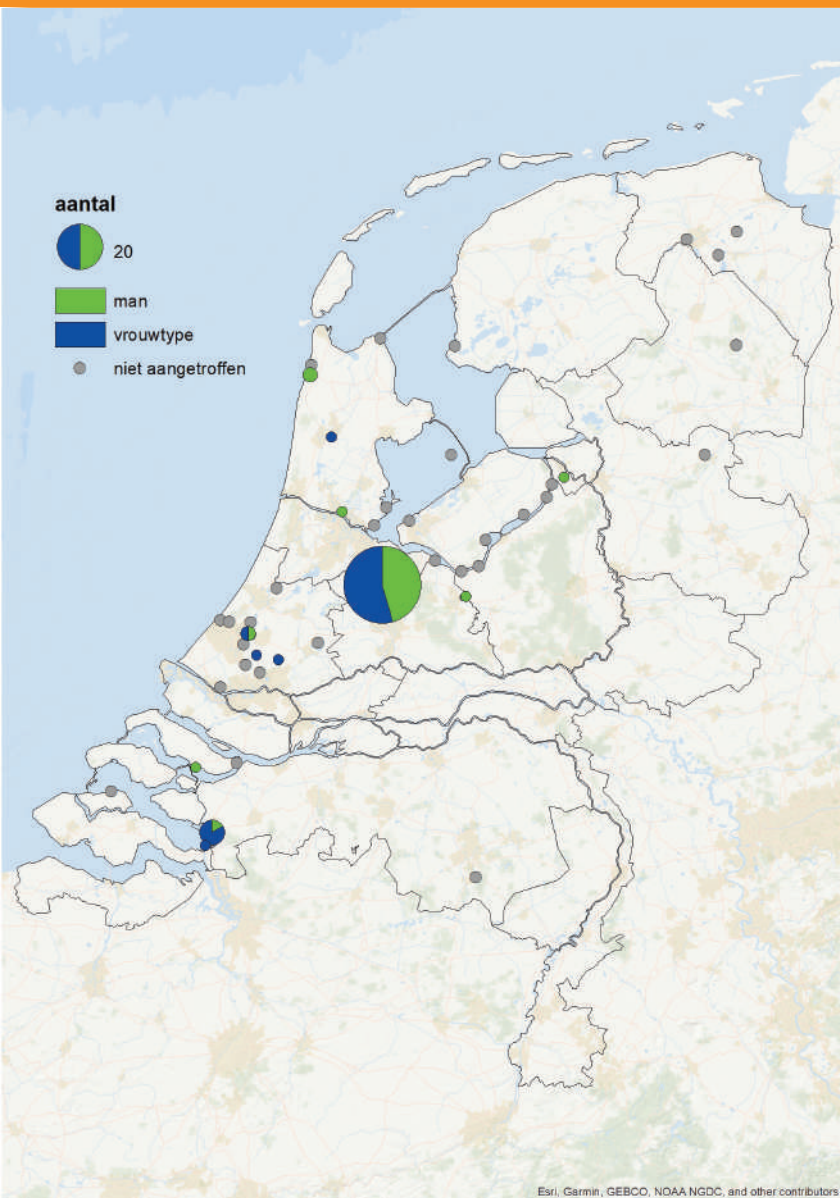 aantal
20
man
vrouwtype
niet aangetroffen
Esri, Garmin, GEBCO, NOAA NGDC, and other contributors